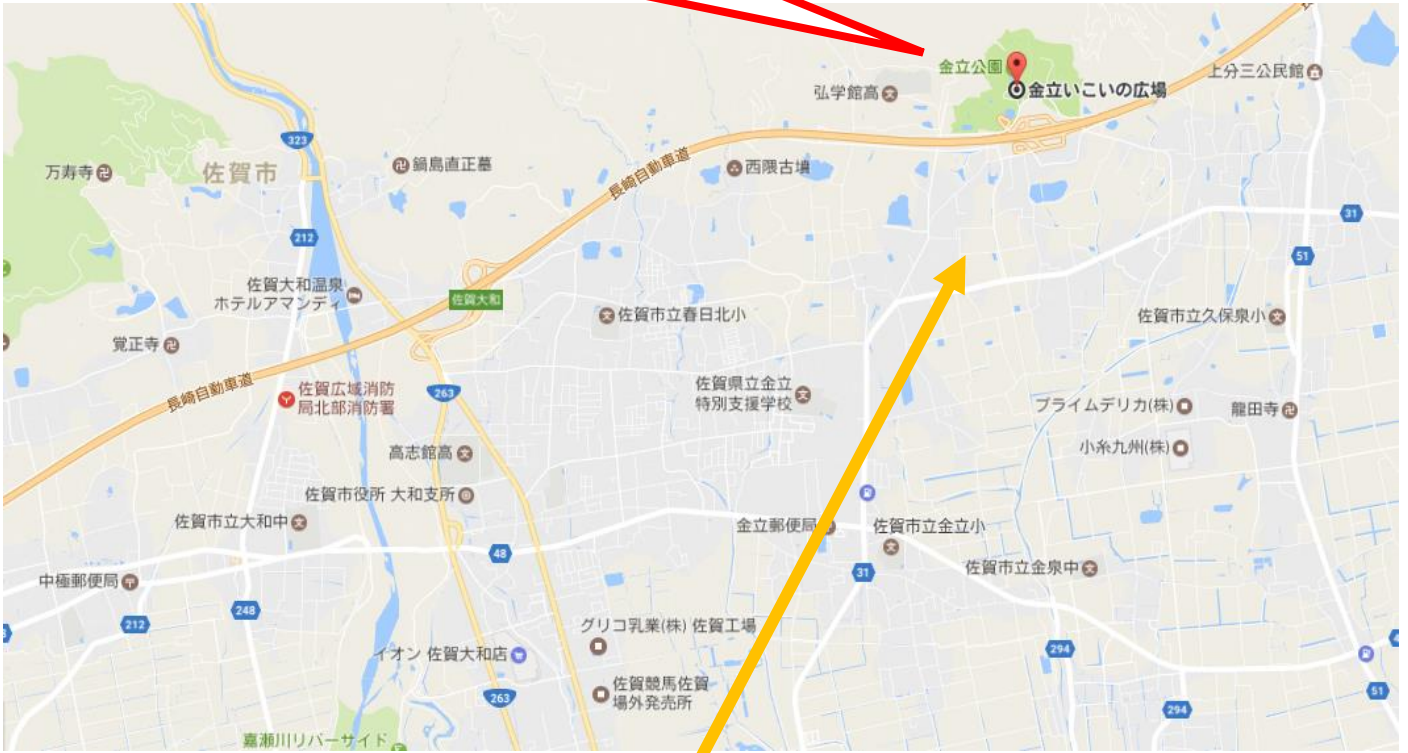 金立公園
金立いこいの広場
上分三公民館
弘学館高
323
万寿寺
佐賀市
鍋島直正墓
長崎自動車道
西隈古墳
31
212
51
佐賀大和温泉
ホテルアマンディ
佐賀大和
佐賀市立春日北小
佐賀市立久保泉小
覚正寺
長崎自動車道
佐賀広域消防
局北部消防署
263
佐賀県立金立
特別支援学校
プライムデリカ(株)
龍田寺
小糸九州(株)
高志館高
佐賀市役所 大和支所
佐賀市立大和中
金立郵便局
佐賀市立金立小
48
中極郵便局
31
佐賀市立金泉中
248
212
グリコ乳業(株) 佐賀工場
イオン 佐賀大和店
294
263
佐賀競馬佐賀
場外発売所
51
294
嘉瀬川リバーサイド